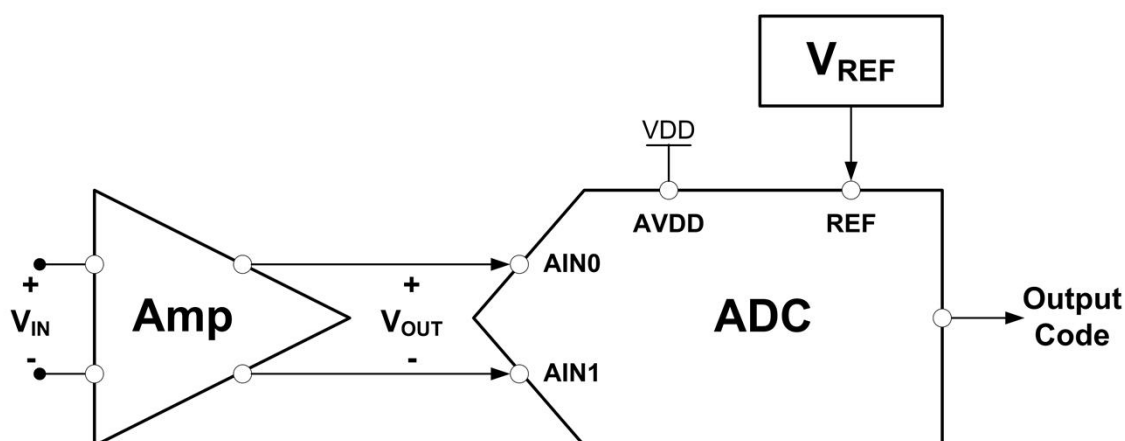 VREF
VDD
AVDD
REF
+
VIN
-
Amp
+
VOUT
-
AIN0
AIN1
ADC
Output
Code